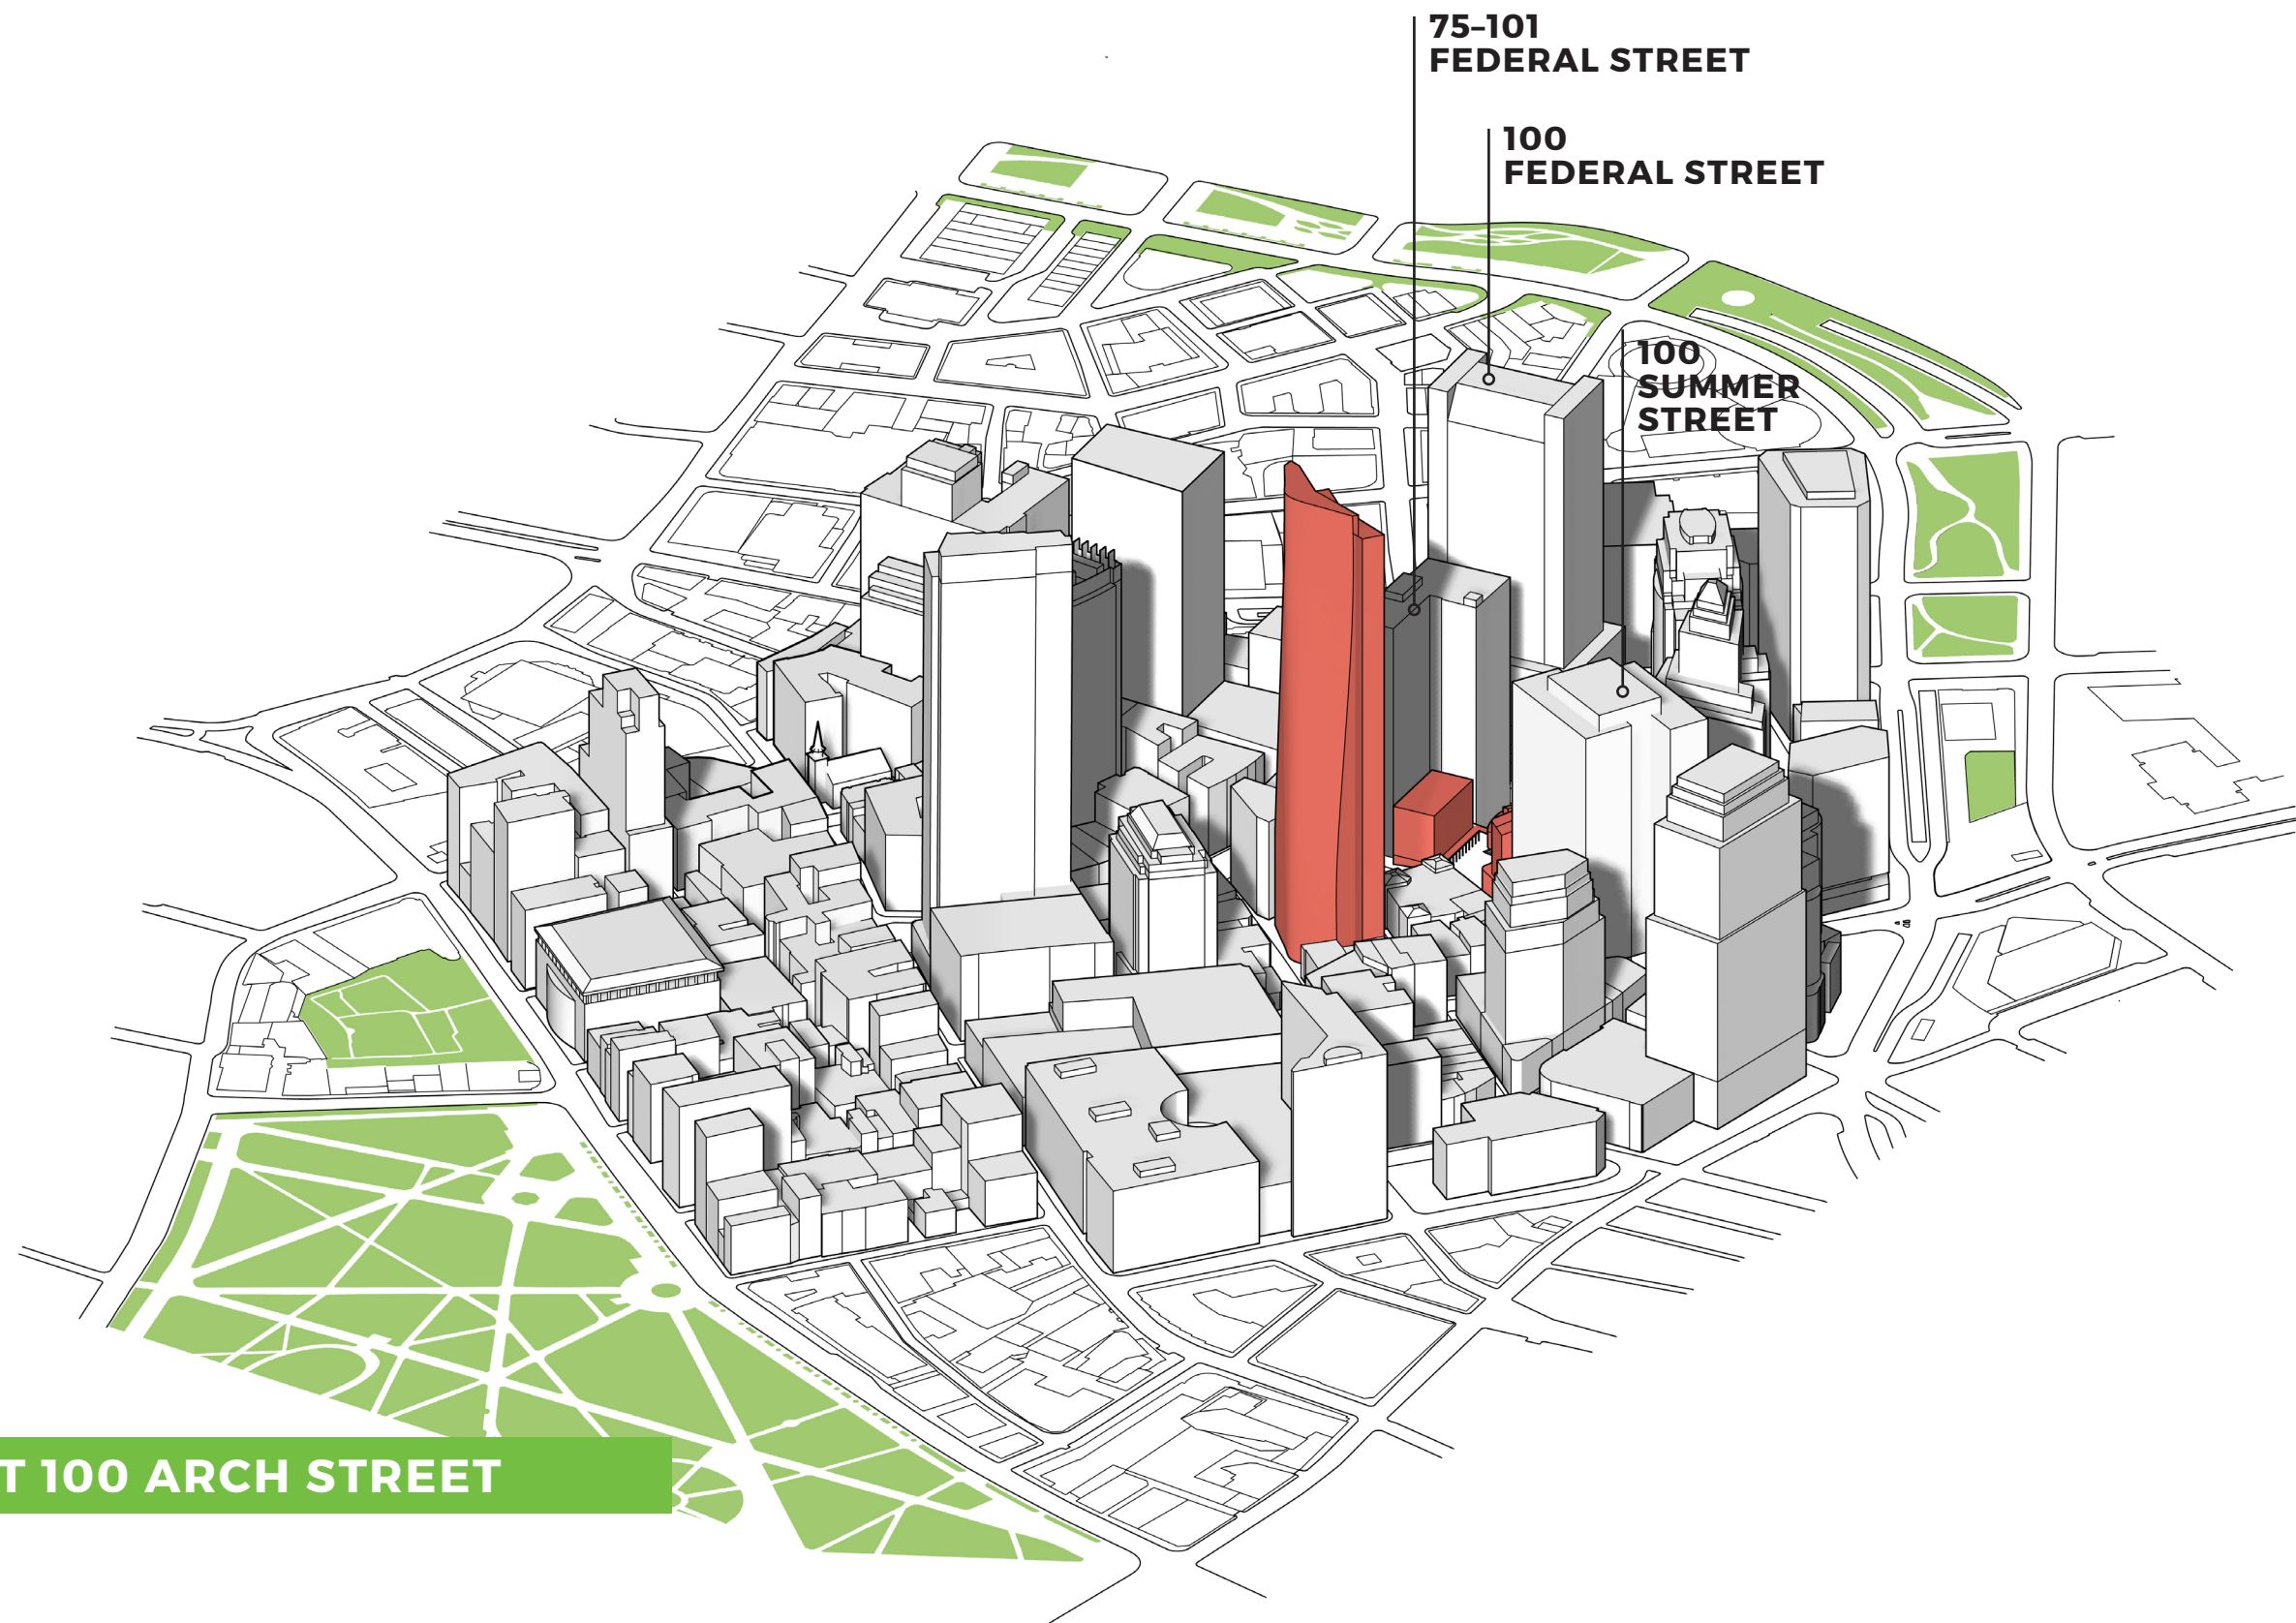 75–101
FEDERAL STREET
100
FEDERAL STREET
100
SUMMER
STREET
T 100 ARCH STREET